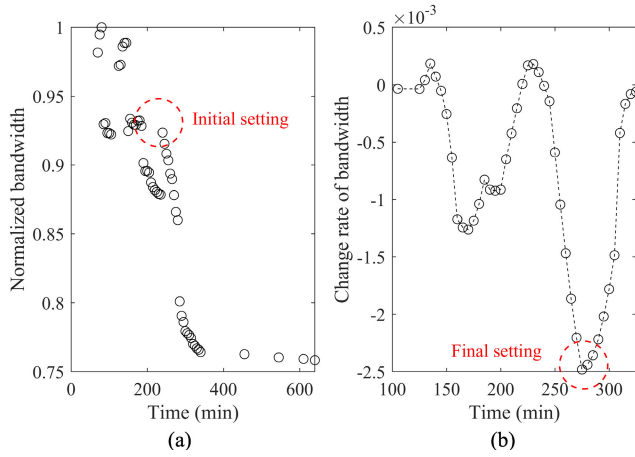 ×10⁻³
1
0.95
0.9
0.85
0.8
0.75
Normalized bandwidth
Initial setting
0
200
400
600
Time (min)
(a)
0.5
0
-0.5
-1
-1.5
-2
-2.5
Change rate of bandwidth
Final setting
100
150
200
250
300
Time (min)
(b)